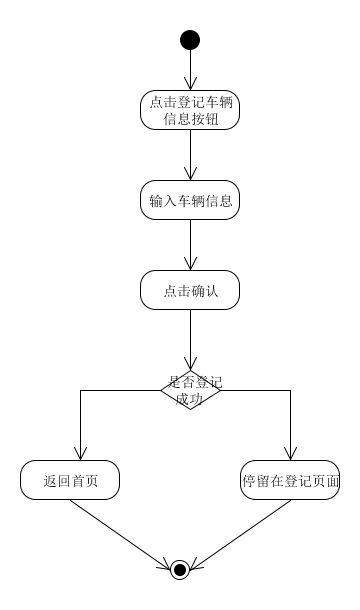 点击登记车辆
信息按钮
输入车辆信息
点击确认
是否登记
成功
返回首页
停留在登记页面